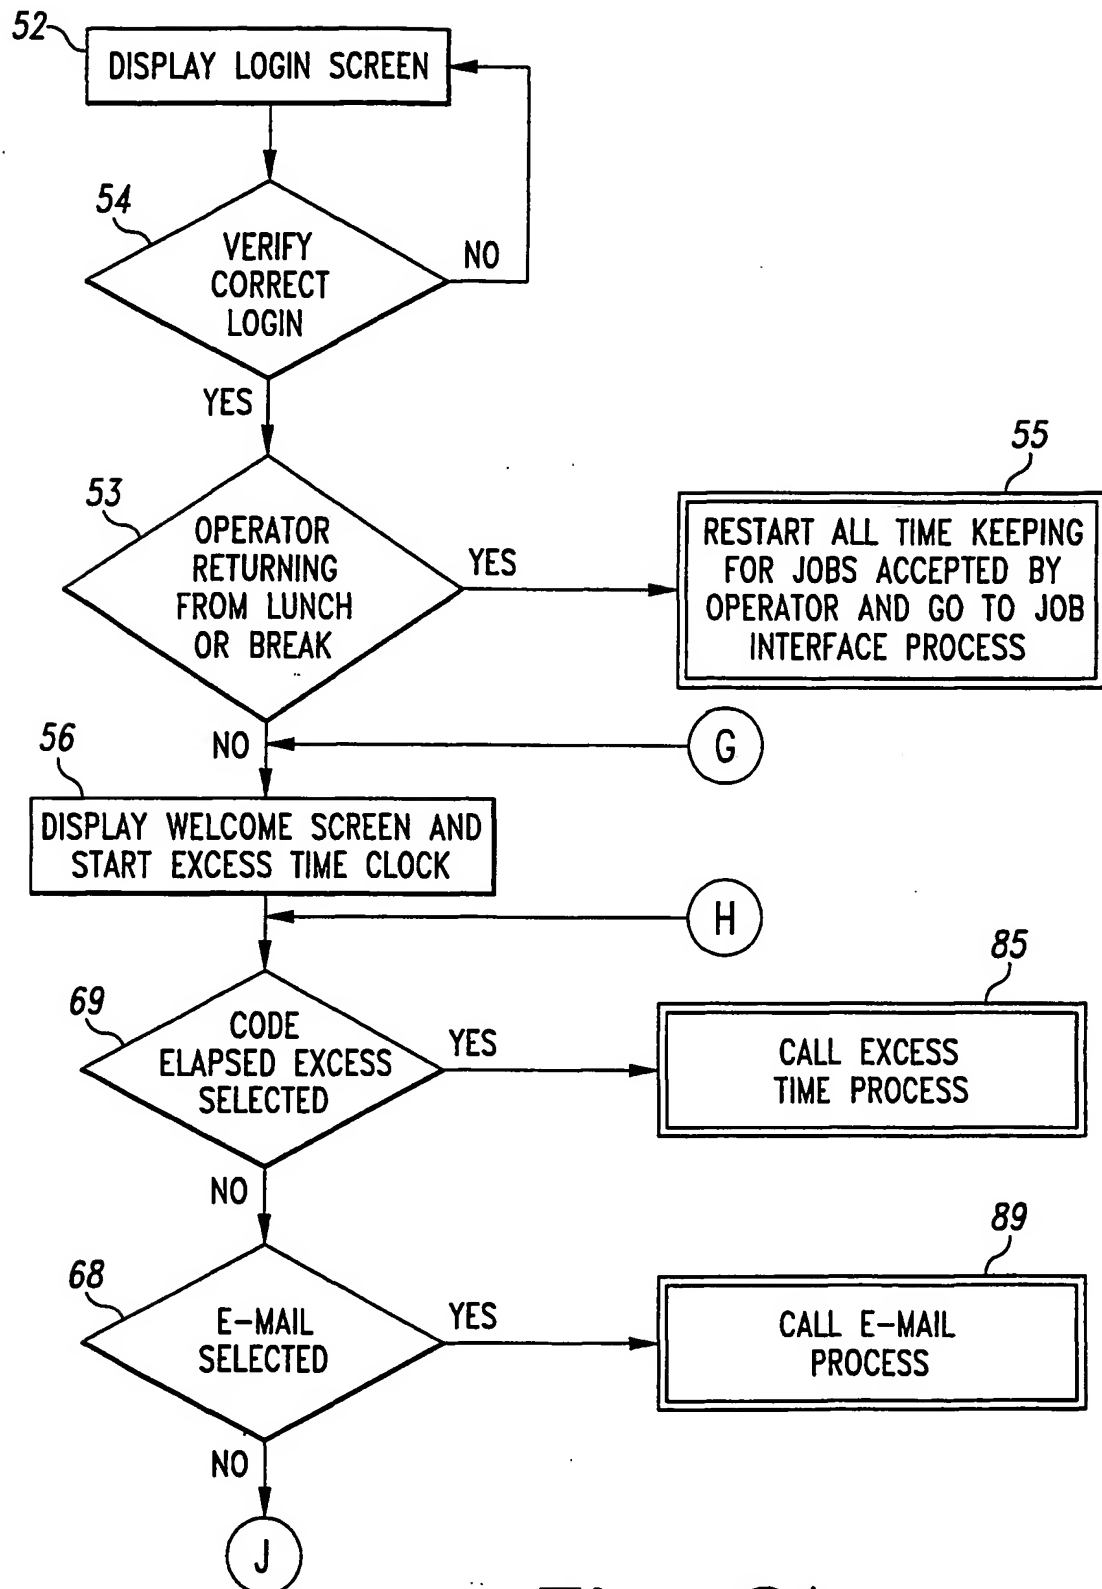 52
DISPLAY LOGIN SCREEN
54
VERIFY
CORRECT
LOGIN
NO
YES
53
OPERATOR
RETURNING
FROM LUNCH
OR BREAK
YES
55
RESTART ALL TIME KEEPING
FOR JOBS ACCEPTED BY
OPERATOR AND GO TO JOB
INTERFACE PROCESS
NO
G
56
DISPLAY WELCOME SCREEN AND
START EXCESS TIME CLOCK
H
69
CODE
ELAPSED EXCESS
SELECTED
YES
85
CALL EXCESS
TIME PROCESS
NO
68
E-MAIL
SELECTED
YES
89
CALL E-MAIL
PROCESS
NO
J